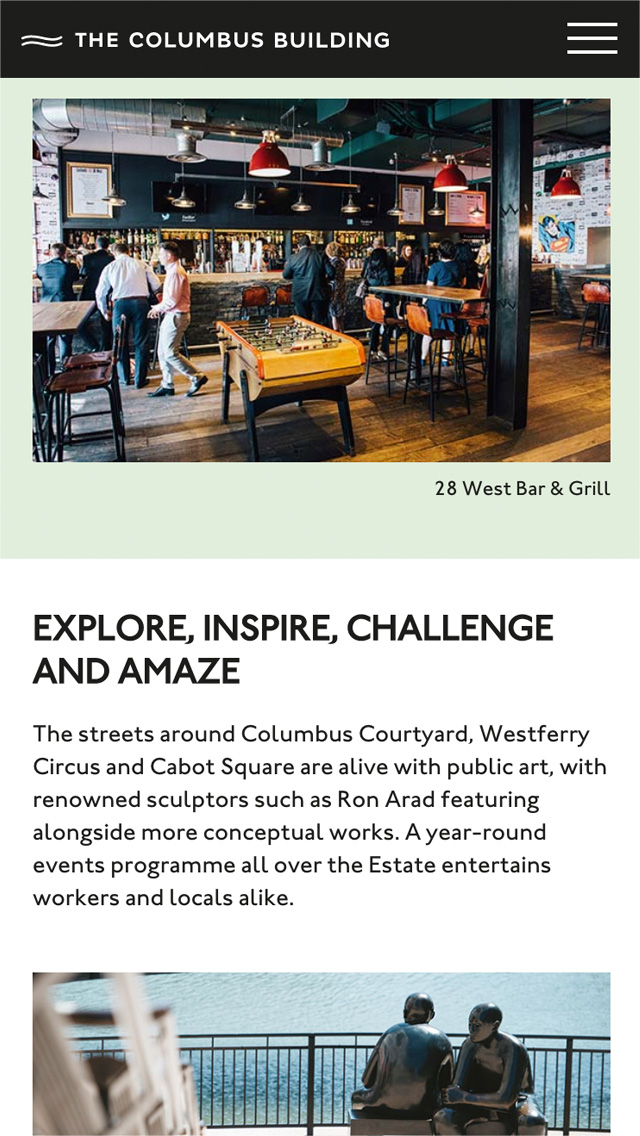 THE COLUMBUS BUILDING
28 West Bar & Grill
EXPLORE, INSPIRE, CHALLENGE
AND AMAZE
The streets around Columbus Courtyard, Westferry
Circus and Cabot Square are alive with public art, with
renowned sculptors such as Ron Arad featuring
alongside more conceptual works. A year-round
events programme all over the Estate entertains
workers and locals alike.